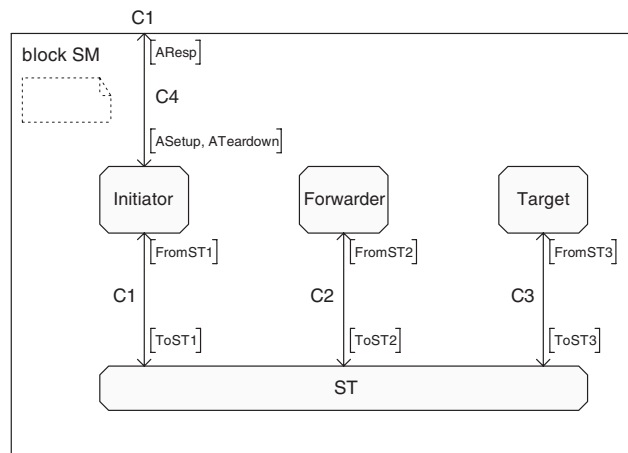 C1
block SM
[AResp]
C4
[ASetup, ATeardown]
Initiator
Forwarder
Target
[FromST1]
[FromST2]
[FromST3]
C1
C2
C3
[ToST1]
[ToST2]
[ToST3]
ST